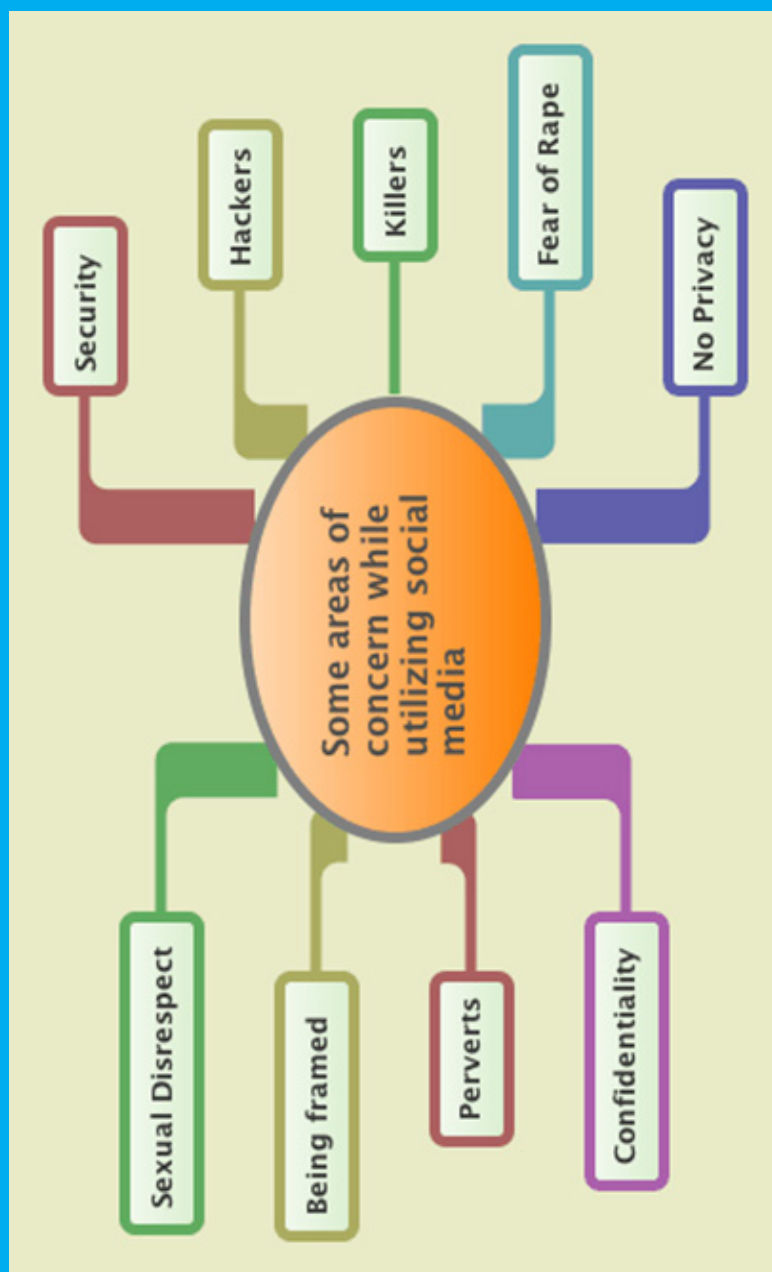 Some areas of
concern while
utilizing social
media
Sexual Disrespect
Being framed
Perverts
Confidentiality
Security
Hackers
Killers
Fear of Rape
No Privacy